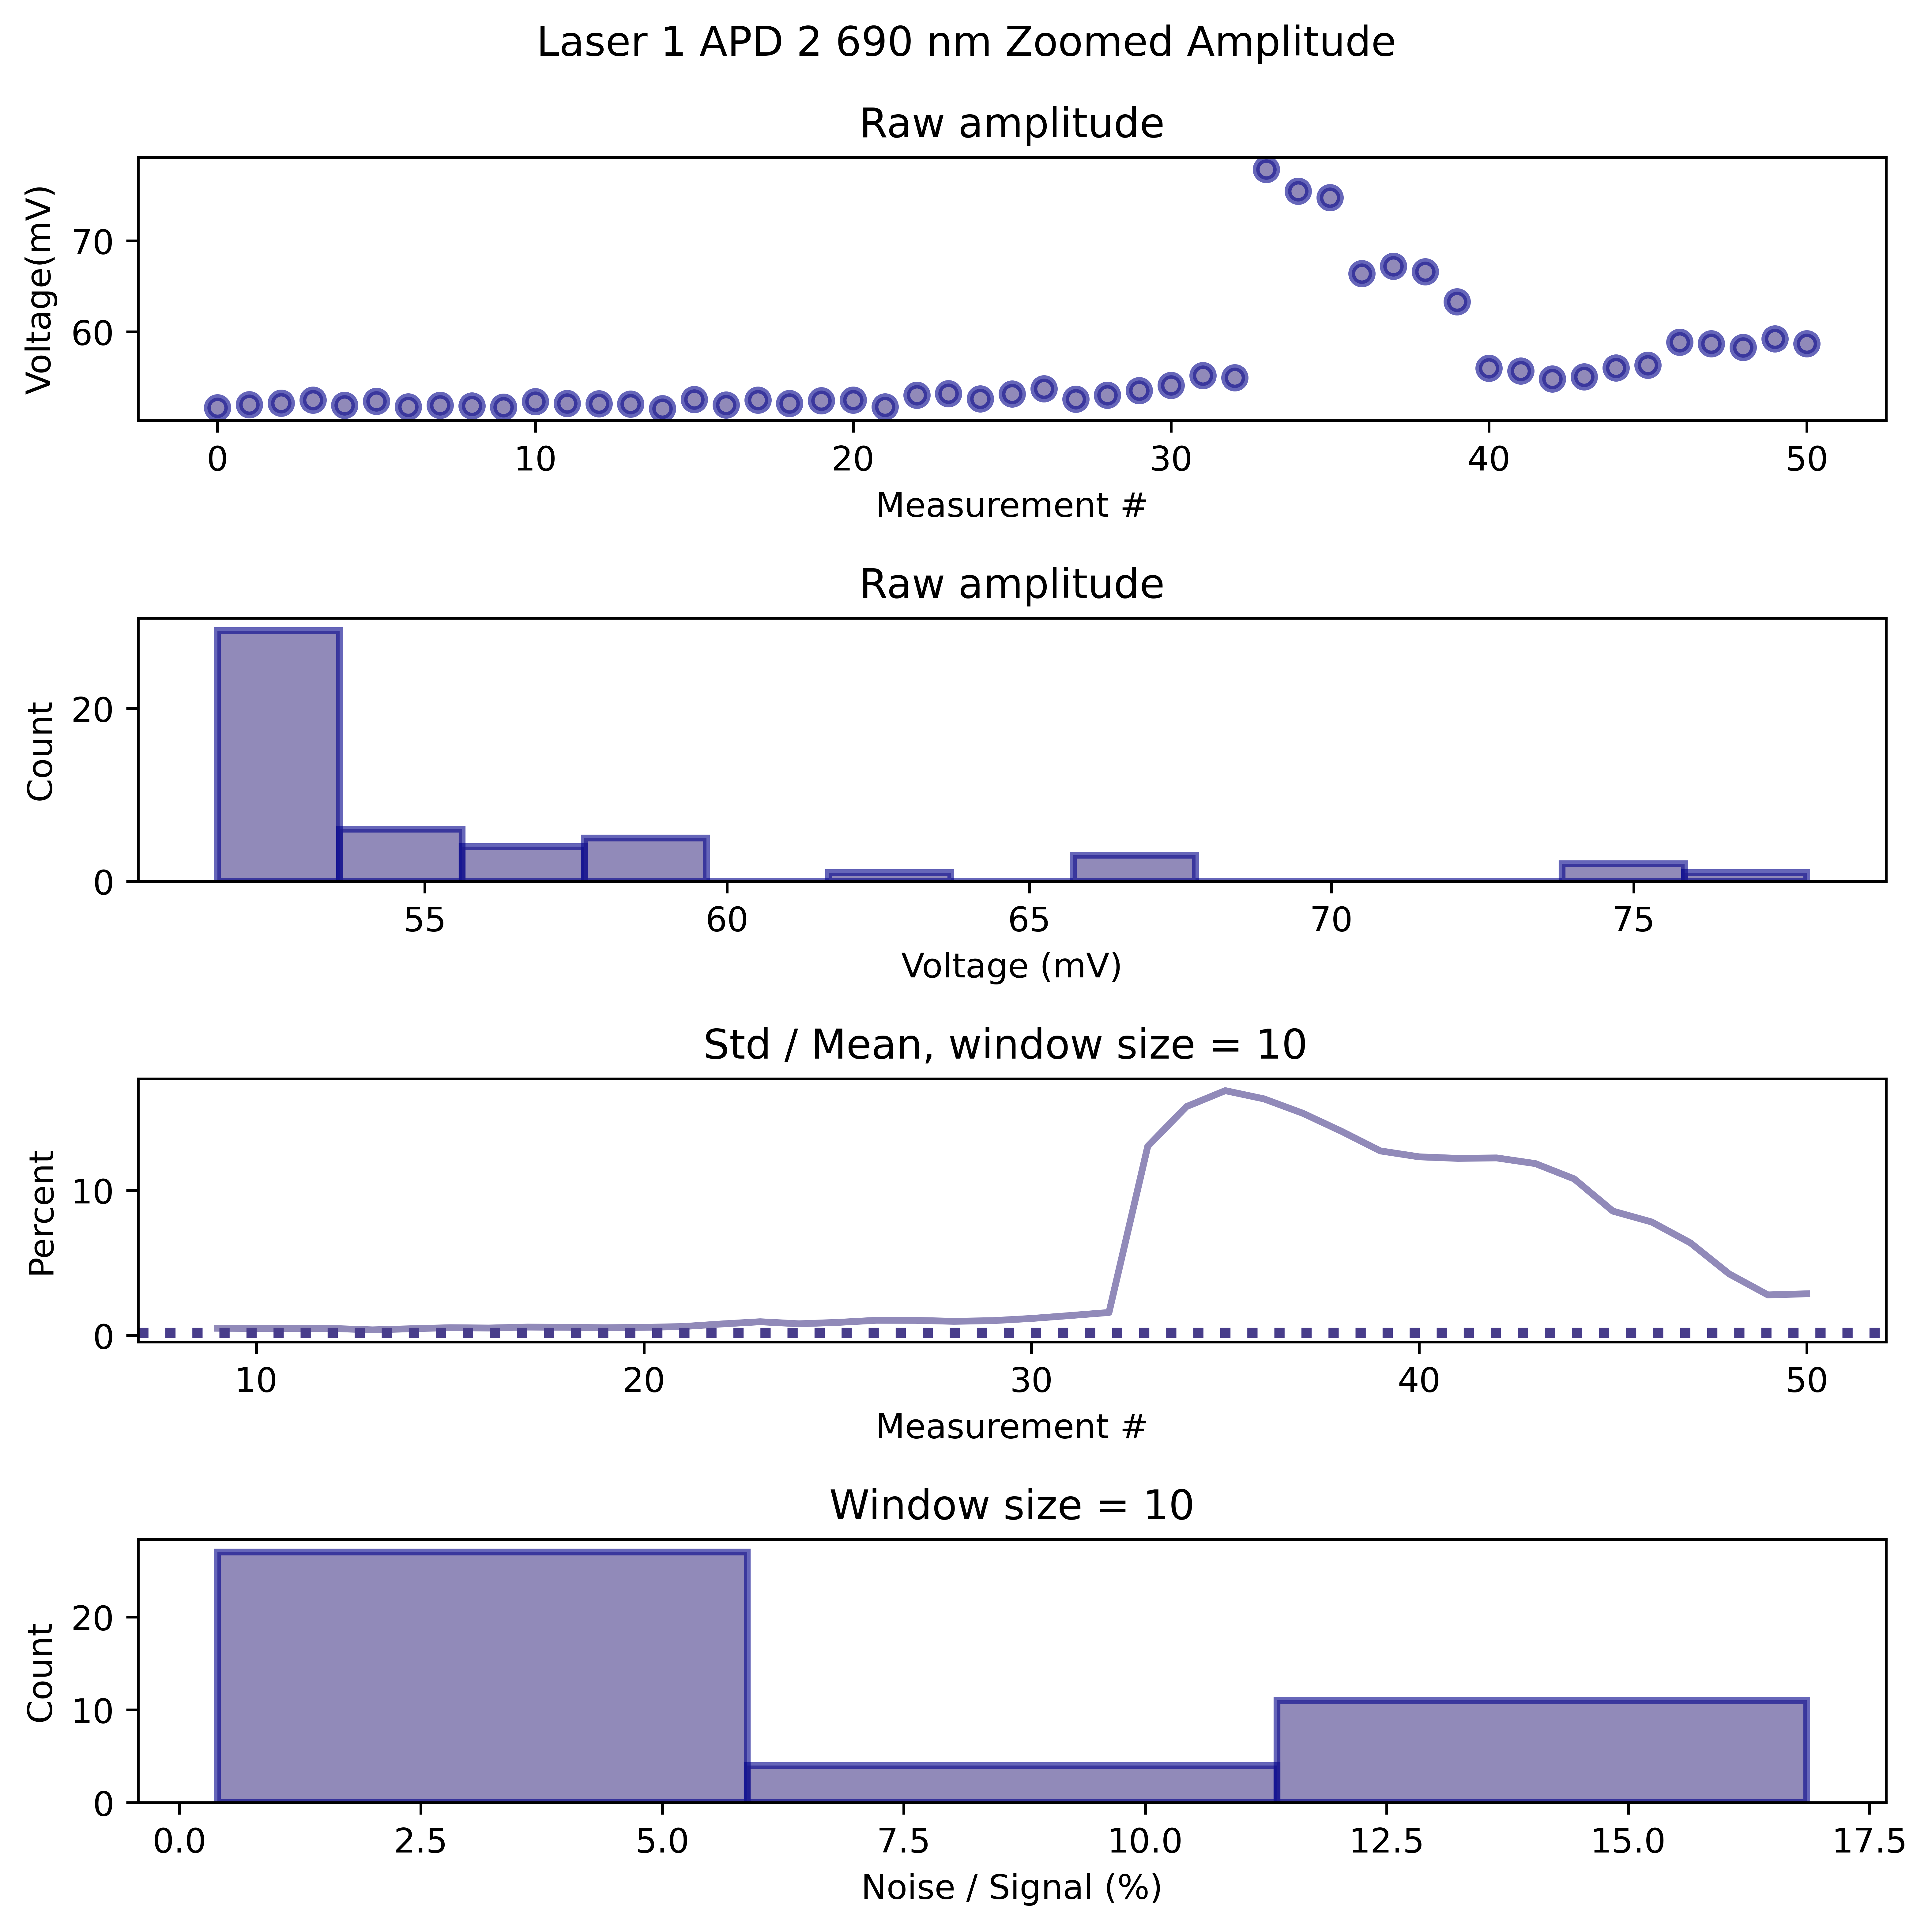 Laser 1 APD 2 690 nm Zoomed Amplitude
Raw amplitude
Voltage(mV)
70
60
0 10 20 30 40 50
Measurement #
Raw amplitude
Count
20
0
55 60 65 70 75
Voltage (mV)
Std / Mean, window size = 10
Percent
10
0
10 20 30 40 50
Measurement #
Window size = 10
Count
20
10
0
0.0 2.5 5.0 7.5 10.0 12.5 15.0 17.5
Noise / Signal (%)